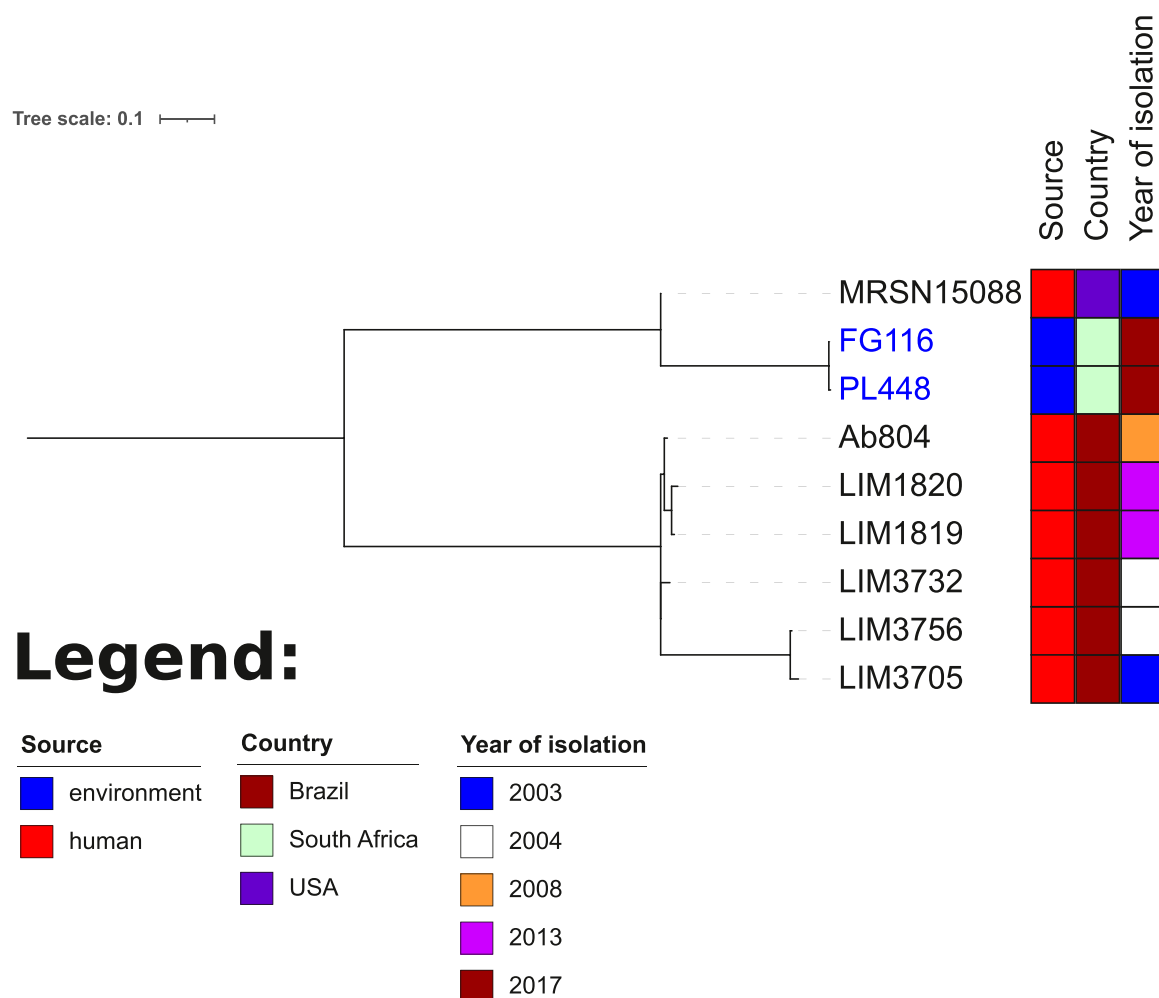 Tree scale: 0.1
Source
Country
Year of isolation
MRSN15088
FG116
PL448
Ab804
LIM1820
LIM1819
LIM3732
LIM3756
LIM3705
Legend:
Source
environment
human
Country
Brazil
South Africa
USA
Year of isolation
2003
2004
2008
2013
2017